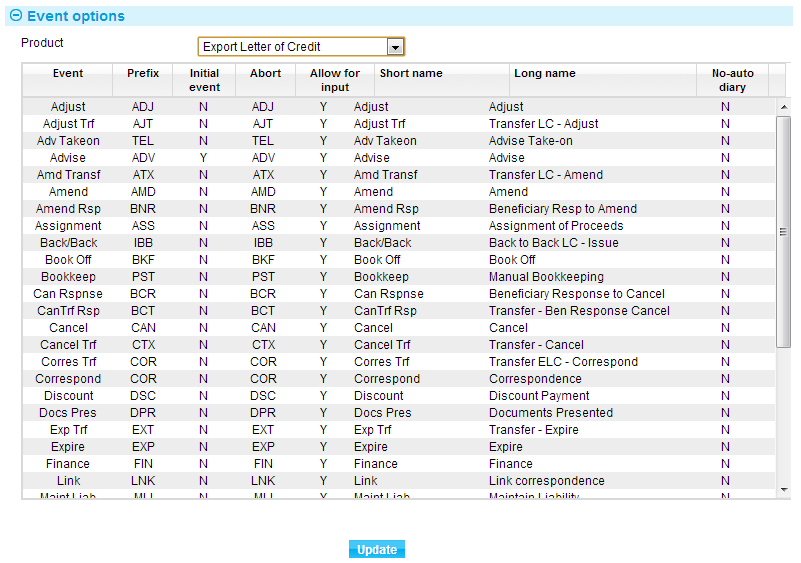 Event options
Product Export Letter of Credit
Event Prefix Initial event Abort Allow for input Short name Long name No-auto diary
Adjust ADJ N ADJ Y Adjust Adjust N
Adjust Trf AJT N AJT Y Adjust Trf Transfer LC - Adjust N
Adv Takeon TEL N TEL Y Adv Takeon Advise Take-on N
Advise ADV Y ADV Y Advise Advise N
Amd Transf ATX N ATX Y Amd Transf Transfer LC - Amend N
Amend AMD N AMD Y Amend Amend N
Amend Rsp BNR N BNR Y Amend Rsp Beneficiary Resp to Amend N
Assignment ASS N ASS Y Assignment Assignment of Proceeds N
Back/Back IBB N IBB Y Back/Back Back to Back LC - Issue N
Book Off BKF N BKF Y Book Off Book Off N
Bookkeep PST N PST Y Bookkeep Manual Bookkeeping N
Can Rspnse BCR N BCR Y Can Rspnse Beneficiary Response to Cancel N
CanTrf Rsp BCT N BCT Y CanTrf Rsp Transfer - Ben Response Cancel N
Cancel CAN N CAN Y Cancel Cancel N
Cancel Trf CTX N CTX Y Cancel Trf Transfer - Cancel N
Corres Trf COR N COR Y Corres Trf Transfer ELC - Correspond N
Correspond COR N COR Y Correspond Correspondence N
Discount DSC N DSC Y Discount Discount Payment N
Docs Pres DPR N DPR Y Docs Pres Documents Presented N
Exp Trf EXT N EXT Y Exp Trf Transfer - Expire N
Expire EXP N EXP Y Expire Expire N
Finance FIN N FIN Y Finance Finance N
Link LNK N LNK Y Link Link correspondence N
Maint Liab MLI N MLI Y Maint Liab Maintain Liability N
Update